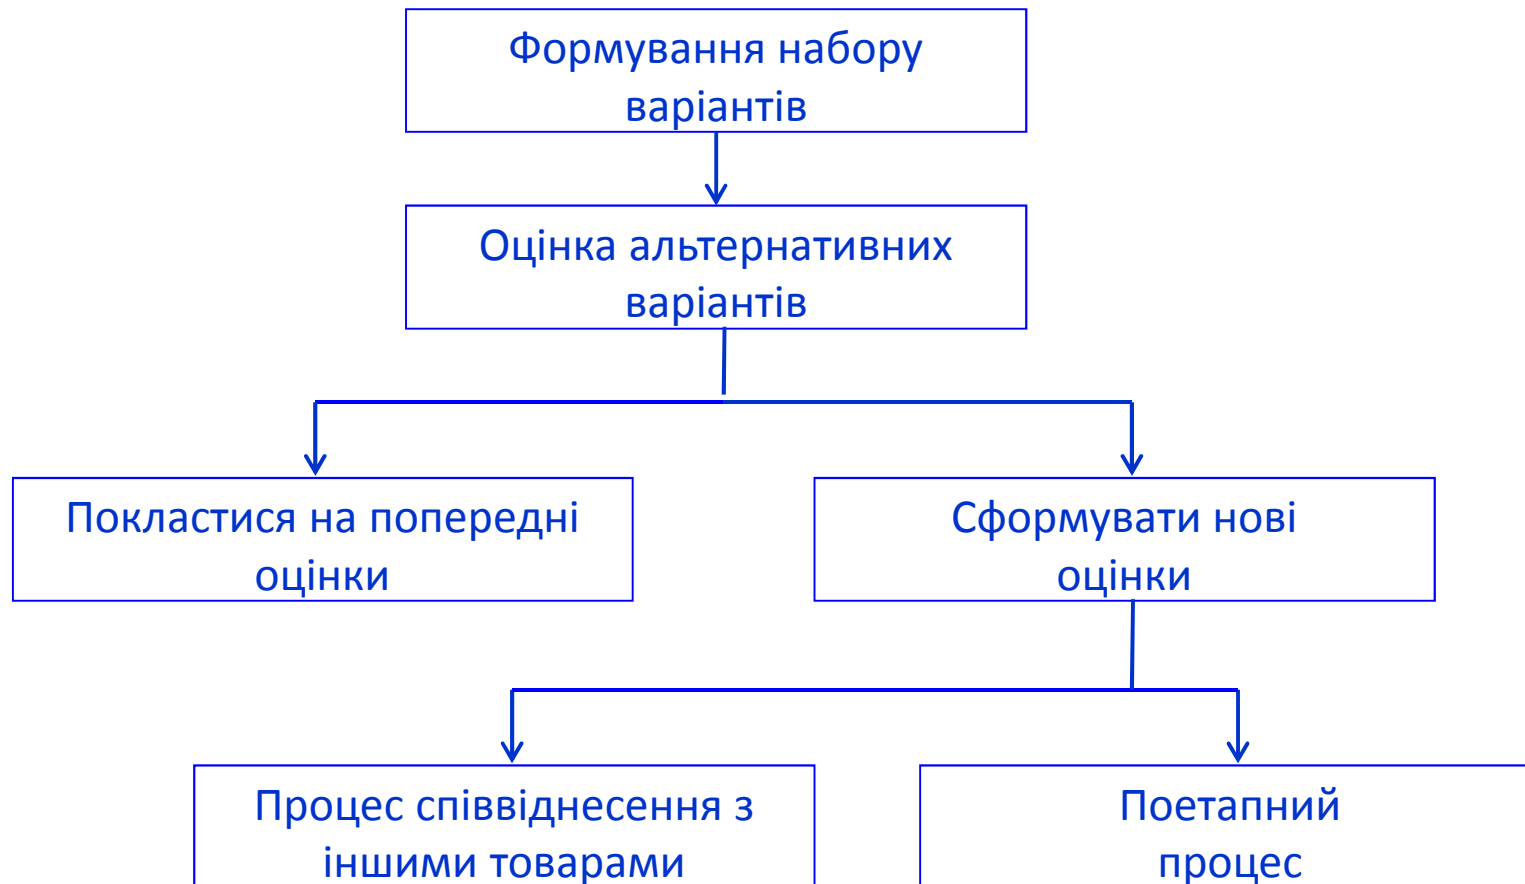 Формування набору
варіантів
Оцінка альтернативних
варіантів
Покластися на попередні
оцінки
Сформувати нові
оцінки
Процес співвіднесення з
іншими товарами
Поетапний
процес